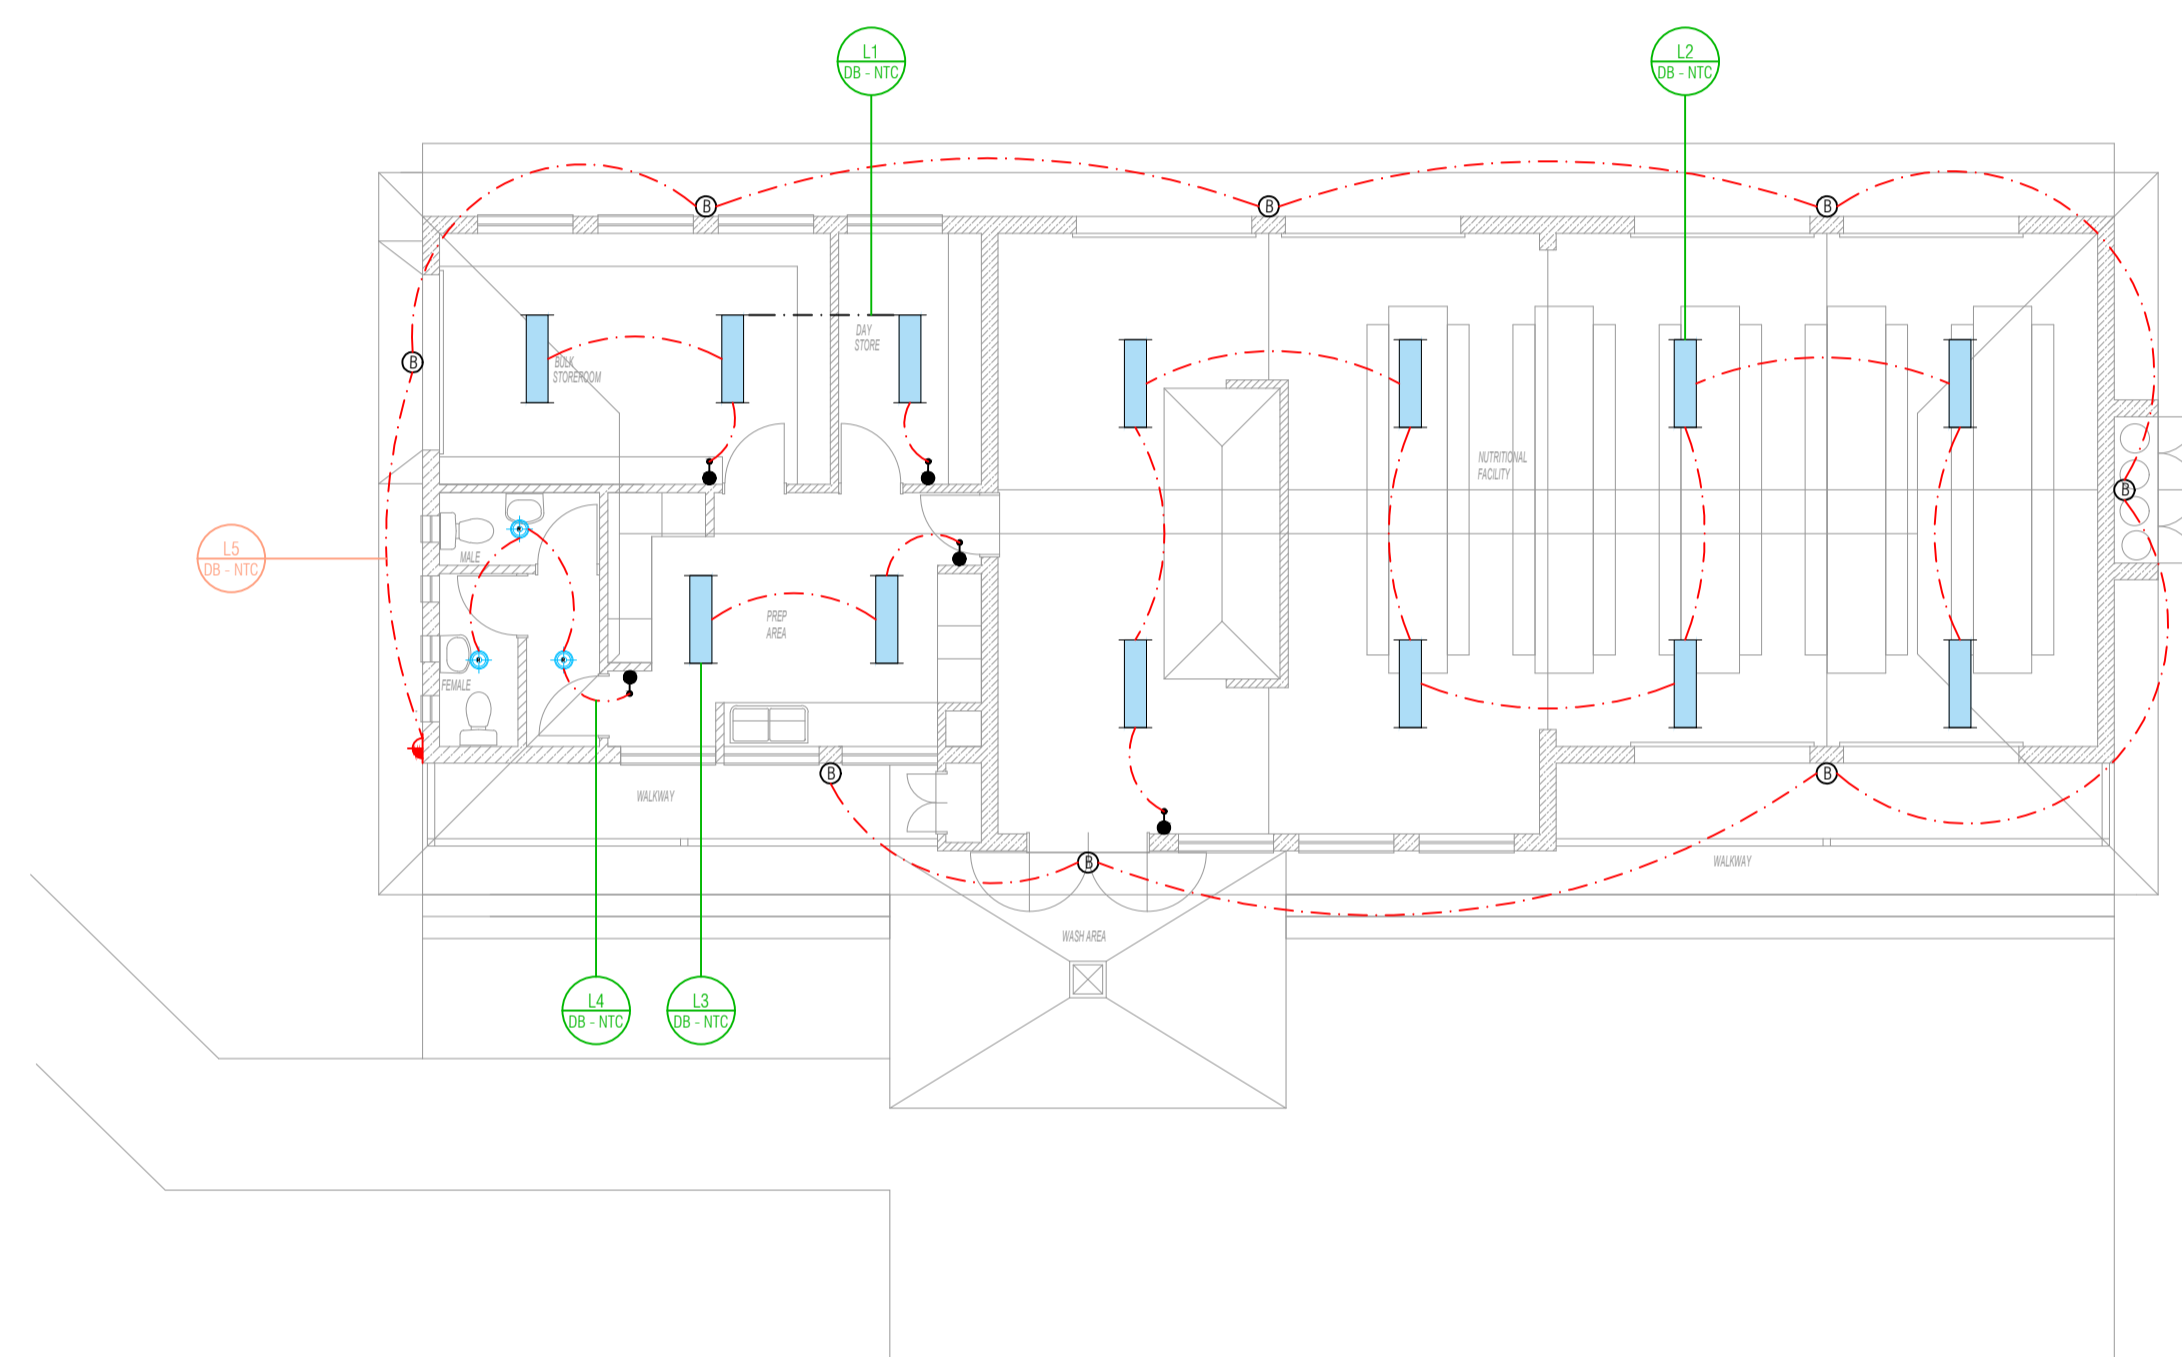 L1
DB - NTC
L2
DB - NTC
B
B
B
DAY
STORE
B
BULK
STOREROOM
NUTRITIONAL
FACILITY
B
L5
DB - NTC
MALE
PREP
AREA
FEMALE
B
B
WALKWAY
B
WALKWAY
WASH AREA
L4
DB - NTC
L3
DB - NTC